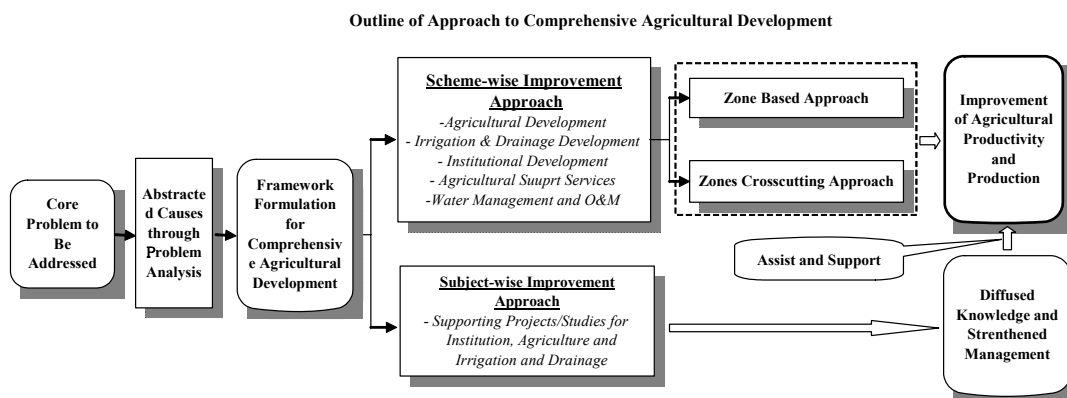 Outline of Approach to Comprehensive Agricultural Development
Core
Problem to
Be
Addressed
Abstracte
d Causes
through
Problem
Analysis
Framework
Formulation
for
Comprehensiv
e Agricultural
Development
Scheme-wise Improvement
Approach
-Agricultural Development
- Irrigation & Drainage Development
-Institutional Development
-Agricultural Suuprt Services
-Water Management and O&M
Zone Based Approach
Zones Crosscutting Approach
Improvement
of Agricultural
Productivity
and
Production
Subject-wise Improvement
Approach
- Supporting Projects/Studies for
Institution, Agriculture and
Irrigation and Drainage
Assist and Support
Diffused
Knowledge and
Strenthened
Management